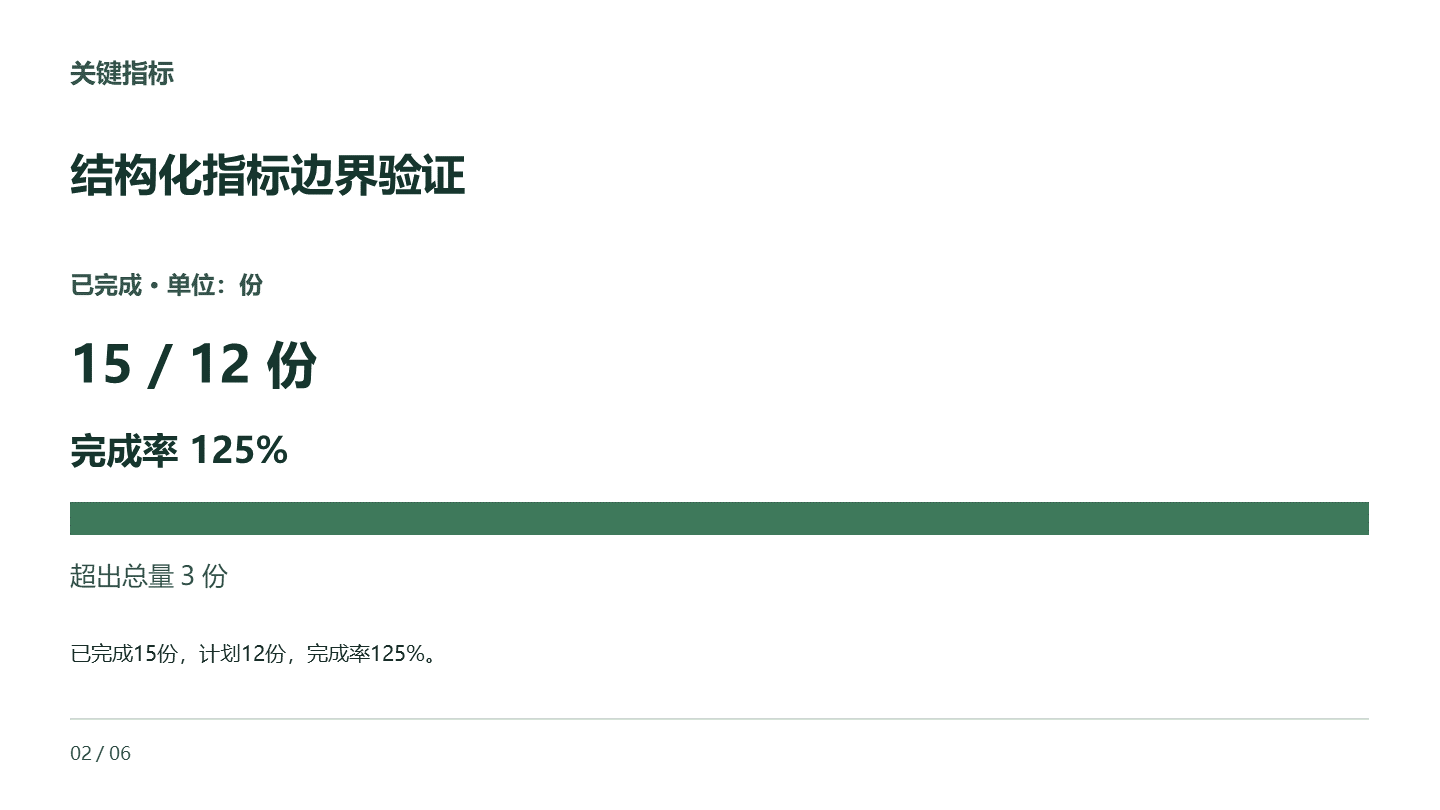 关键指标
结构化指标边界验证
已完成 • 单位：份
15 / 12 份
完成率 125%
超出总量 3 份
已完成15份，计划12份，完成率125%。
02 / 06